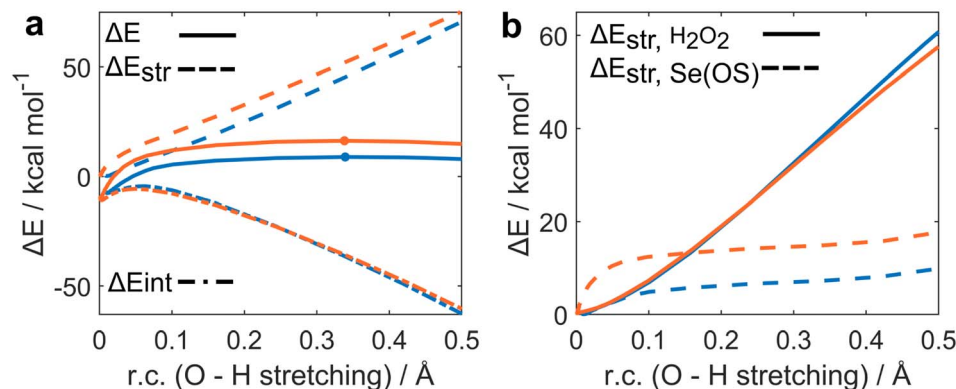 a
ΔE
ΔEstr
ΔEint
50
0
-50
ΔE / kcal mol⁻¹
0 0.1 0.2 0.3 0.4 0.5
r.c. (O - H stretching) / Å
b
ΔEstr, H₂O₂
ΔEstr, Se(OS)
60
40
20
0
ΔE / kcal mol⁻¹
0 0.1 0.2 0.3 0.4 0.5
r.c. (O - H stretching) / Å